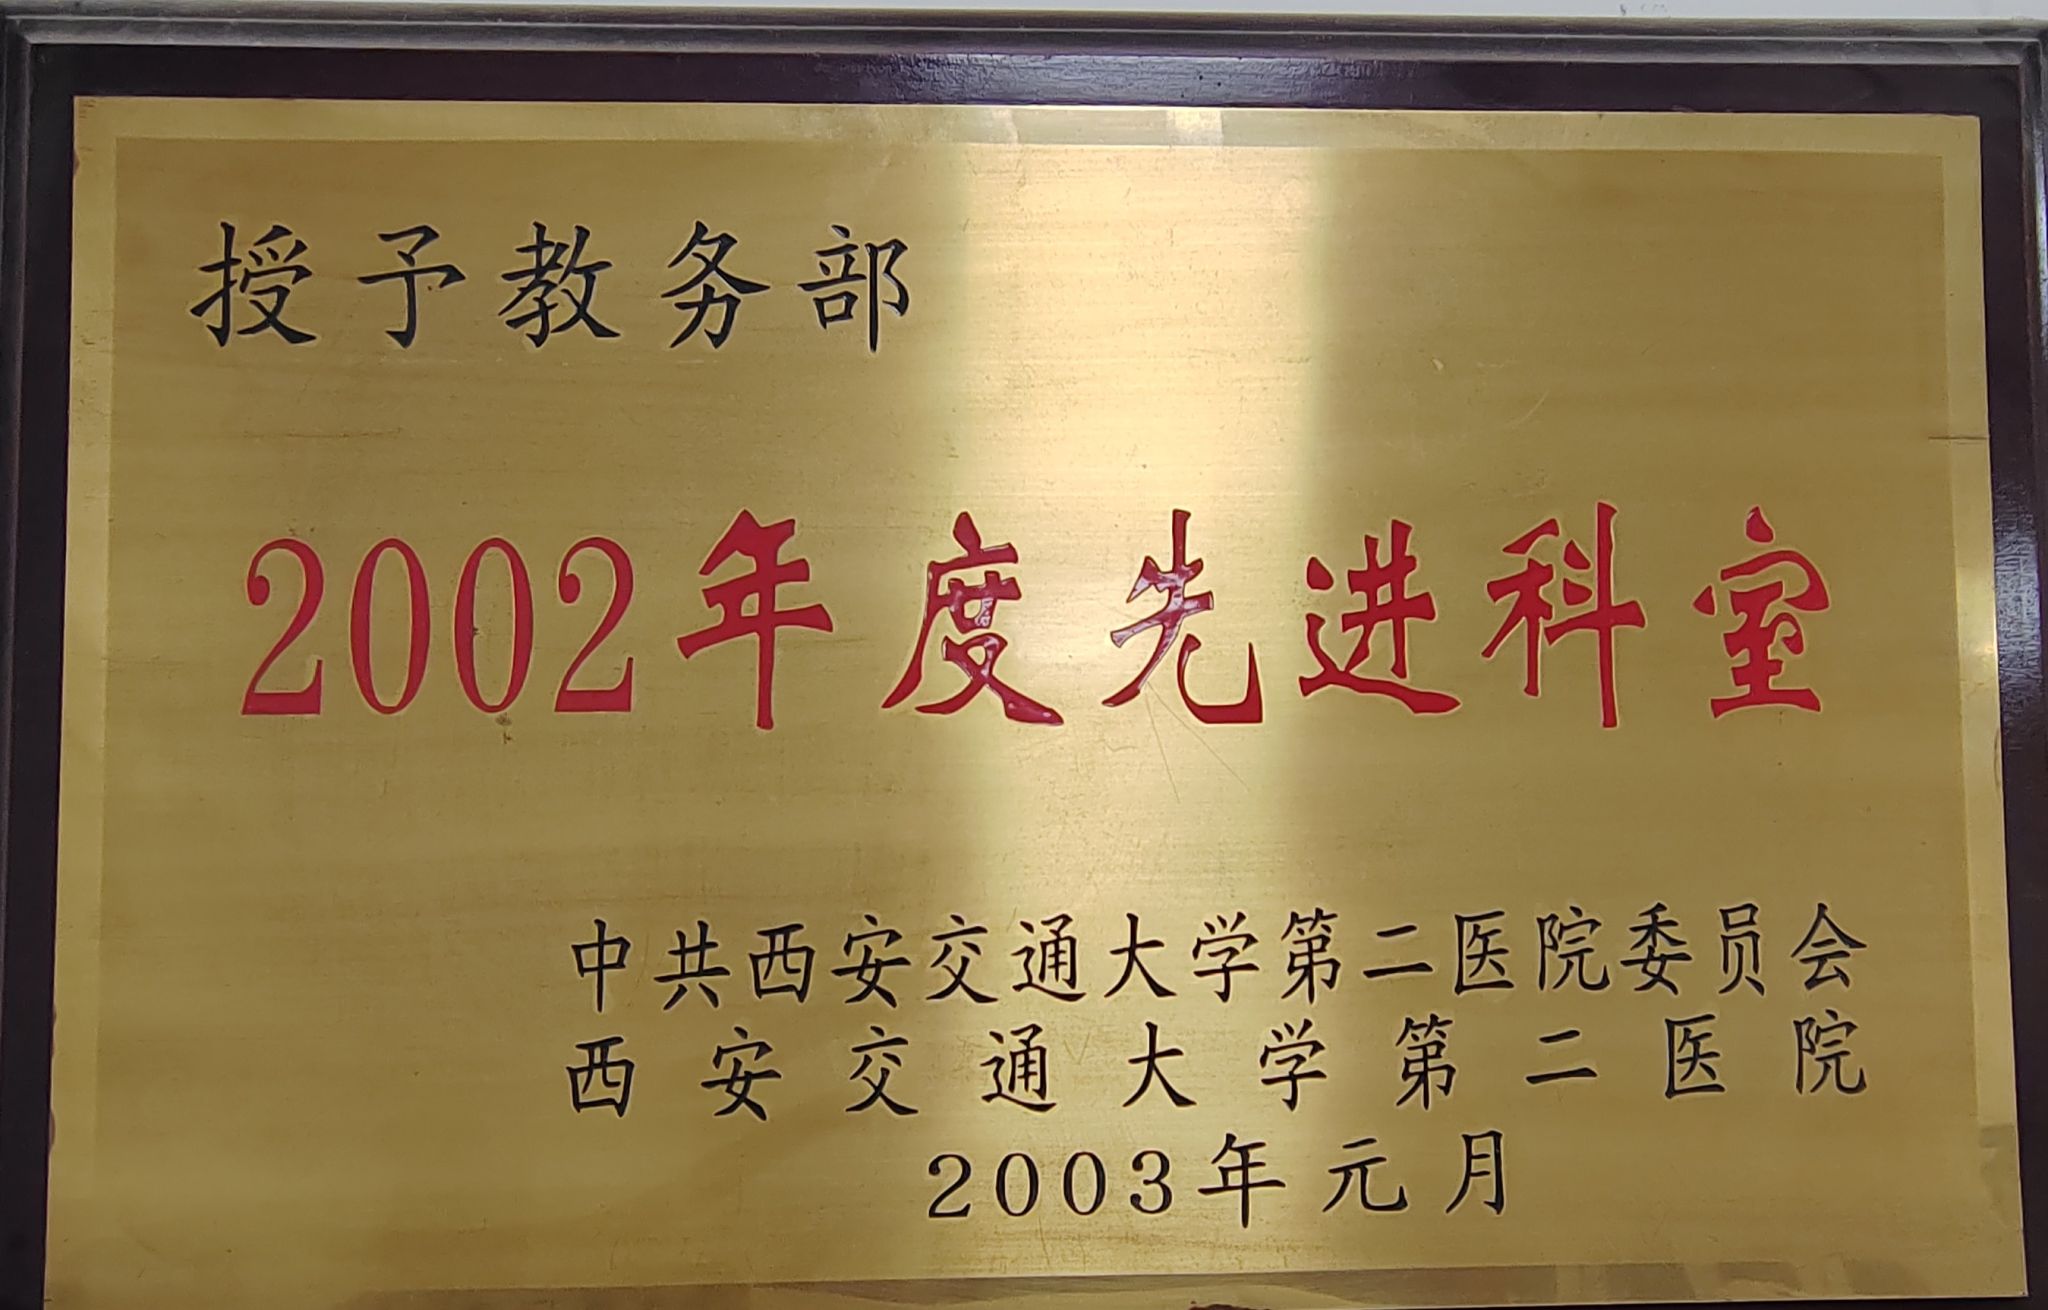 授予教务部
2002年度先进科室
中共西安交通大学第二医院委员会
西安交通大学第二医院
2003年元月